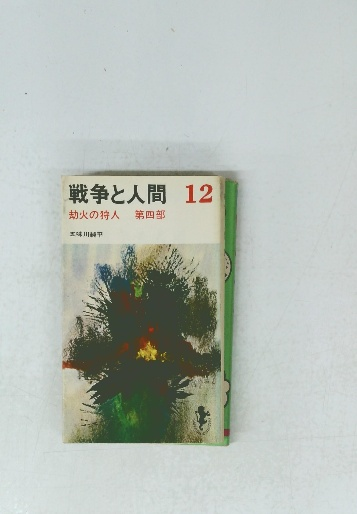 戦争と人間 12
劫火の狩人 第四部
五味川純平